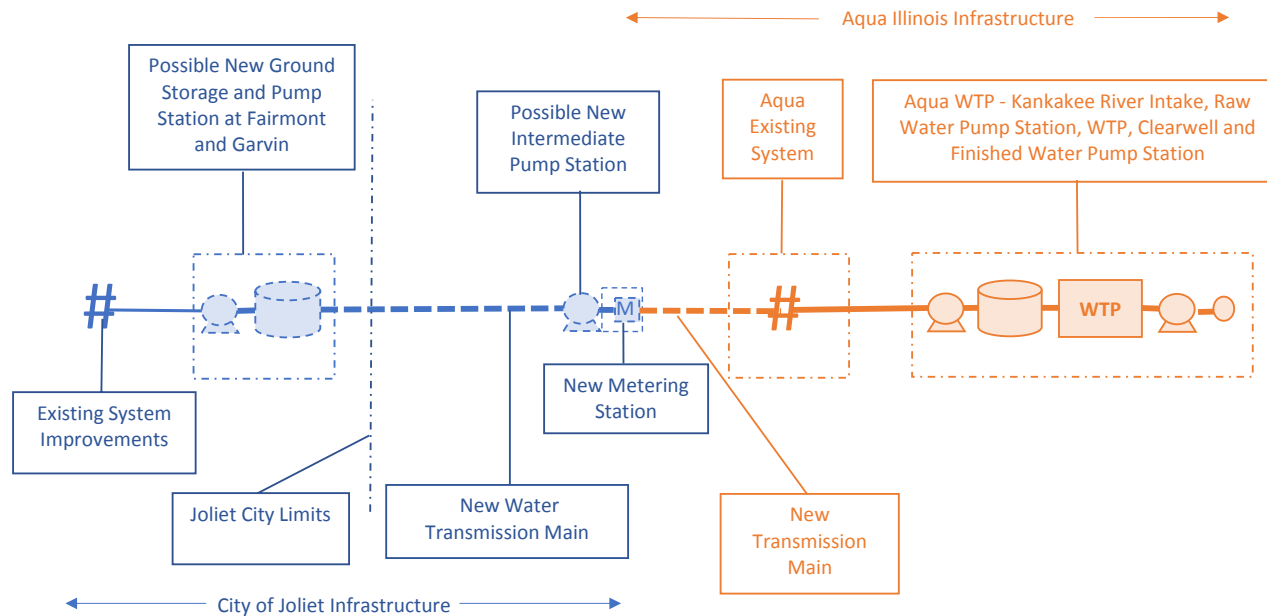 Aqua Illinois Infrastructure
Possible New Ground
Storage and Pump
Station at Fairmont
and Garvin
Possible New
Intermediate
Pump Station
Aqua
Existing
System
Aqua WTP - Kankakee River Intake, Raw
Water Pump Station, WTP, Clearwell and
Finished Water Pump Station
#
M
#
WTP
Existing System
Improvements
New Metering
Station
Joliet City Limits
New Water
Transmission Main
New
Transmission
Main
City of Joliet Infrastructure